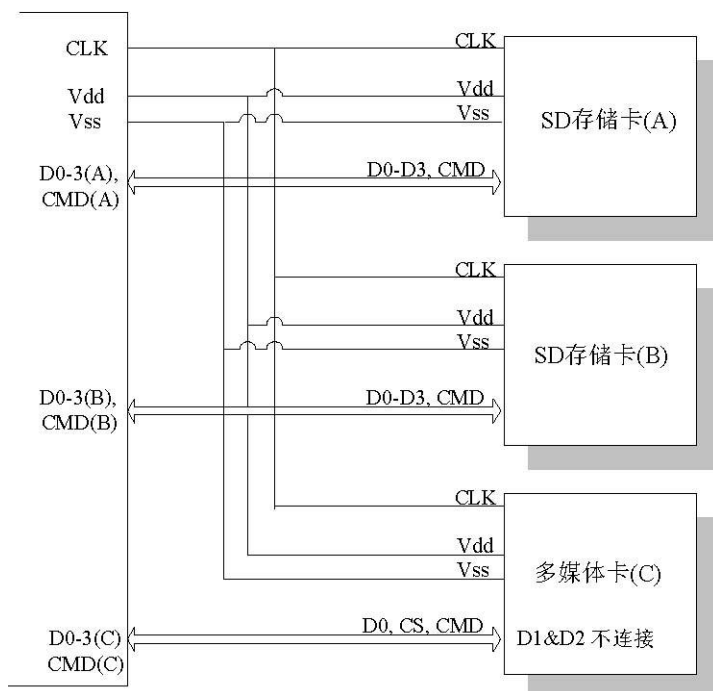 CLK
CLK
Vdd
Vdd
Vss
Vss
SD存储卡(A)
D0-3(A),
CMD(A)
D0-D3, CMD
CLK
Vdd
Vss
SD存储卡(B)
D0-3(B),
CMD(B)
D0-D3, CMD
CLK
Vdd
Vss
多媒体卡(C)
D0-3(C)
CMD(C)
D0, CS, CMD
D1&D2 不连接